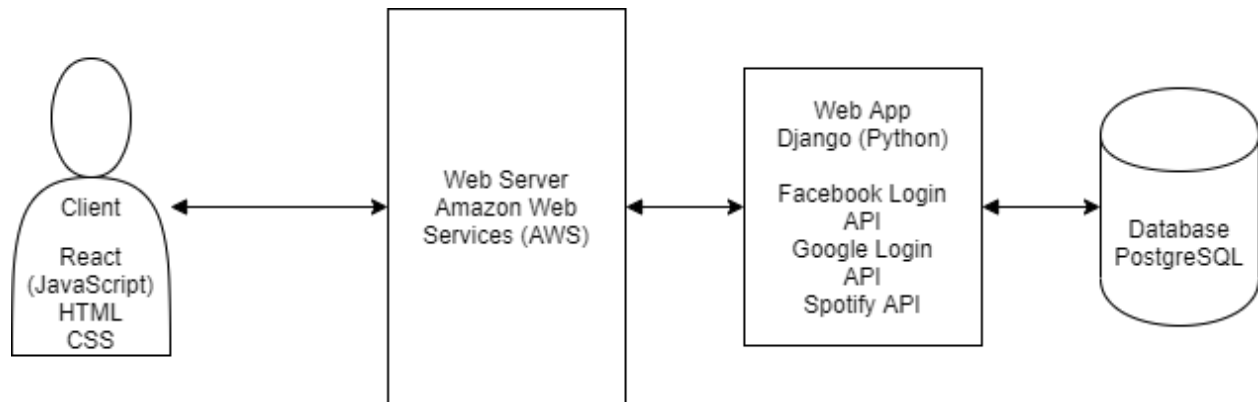 Client
React
(JavaScript)
HTML
CSS
Web Server
Amazon Web
Services (AWS)
Web App
Django (Python)
Facebook Login
API
Google Login
API
Spotify API
Database
PostgreSQL